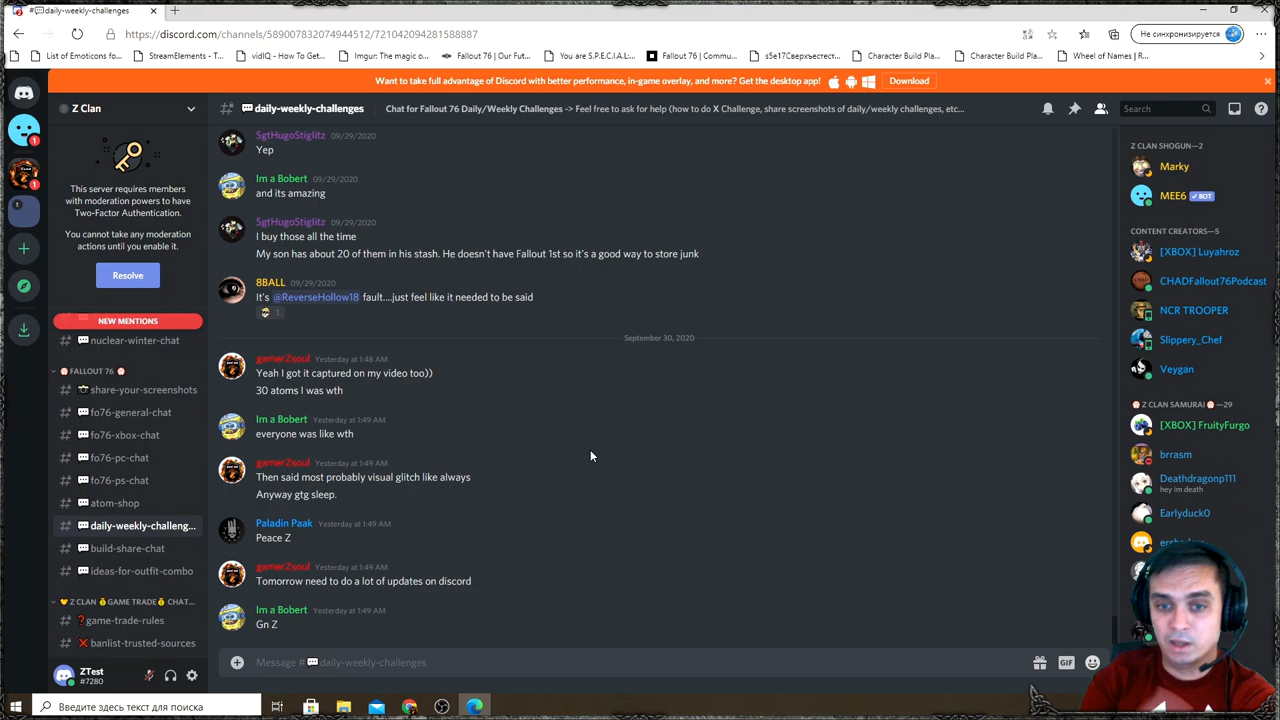 #💬daily-weekly-challenges
https://discord.com/channels/589007832074944512/721042094281588887
Не синхронизируется
List of Emoticons fo...
StreamElements - T...
vidIQ - How To Get...
Imgur: The magic o...
Fallout 76 | Our Fut...
You are S.P.E.C.I.A.L:...
Fallout 76 | Commu...
Character Build Pla...
Character Build Pla...
Wheel of Names | R...
Want to take full advantage of Discord with better performance, in-game overlay, and more? Get the desktop app!
Download
Z Clan
💬daily-weekly-challenges
Chat for Fallout 76 Daily/Weekly Challenges -> Feel free to ask for help (how to do X Challenge, share screenshots of daily/weekly challenges, etc...
Search
This server requires members
with moderation powers to have
Two-Factor Authentication.
You cannot take any
moderation actions until you enable it.
Resolve
NEW MENTIONS
nuclear-winter-chat
FALLOUT 76
share-your-screenshots
fo76-general-chat
fo76-xbox-chat
fo76-pc-chat
fo76-ps-chat
atom-shop
daily-weekly-challeng...
build-share-chat
ideas-for-outfit-combo
Z CLAN 💰GAME TRADE💰 CHAT...
game-trade-rules
banlist-trusted-sources
ZTest
#7280
SgtHugoStiglitz 09/29/2020
Yep
Im a Bobert 09/29/2020
and its amazing
SgtHugoStiglitz 09/29/2020
I buy those all the time
My son has about 20 of them in his stash. He doesn't have Fallout 1st so it's a good way to store junk
8BALL 09/29/2020
It's @ReverseHollow18 fault....just feel like it needed to be said
1
September 30, 2020
gamerZsoul Yesterday at 1:48 AM
Yeah I got it captured on my video too))
30 atoms I was wth
Im a Bobert Yesterday at 1:49 AM
everyone was like wth
gamerZsoul Yesterday at 1:49 AM
Then said most probably visual glitch like always
Anyway gtg sleep.
Paladin Paak Yesterday at 1:49 AM
Peace Z
gamerZsoul Yesterday at 1:49 AM
Tomorrow need to do a lot of updates on discord
Im a Bobert Yesterday at 1:49 AM
Gn Z
Message #💬daily-weekly-challenges
GIF
Z CLAN SHOGUN—2
Marky
MEE6 BOT
CONTENT CREATORS—5
[XBOX] Luyahroz
CHADFallout76Podcast
NCR TROOPER
Slippery_Chef
Veygan
Z CLAN SAMURAI—29
[XBOX] FruityFurgo
brrasm
Deathdragonp111
hey im death
Earlyduck0
Введите здесь текст для поиска